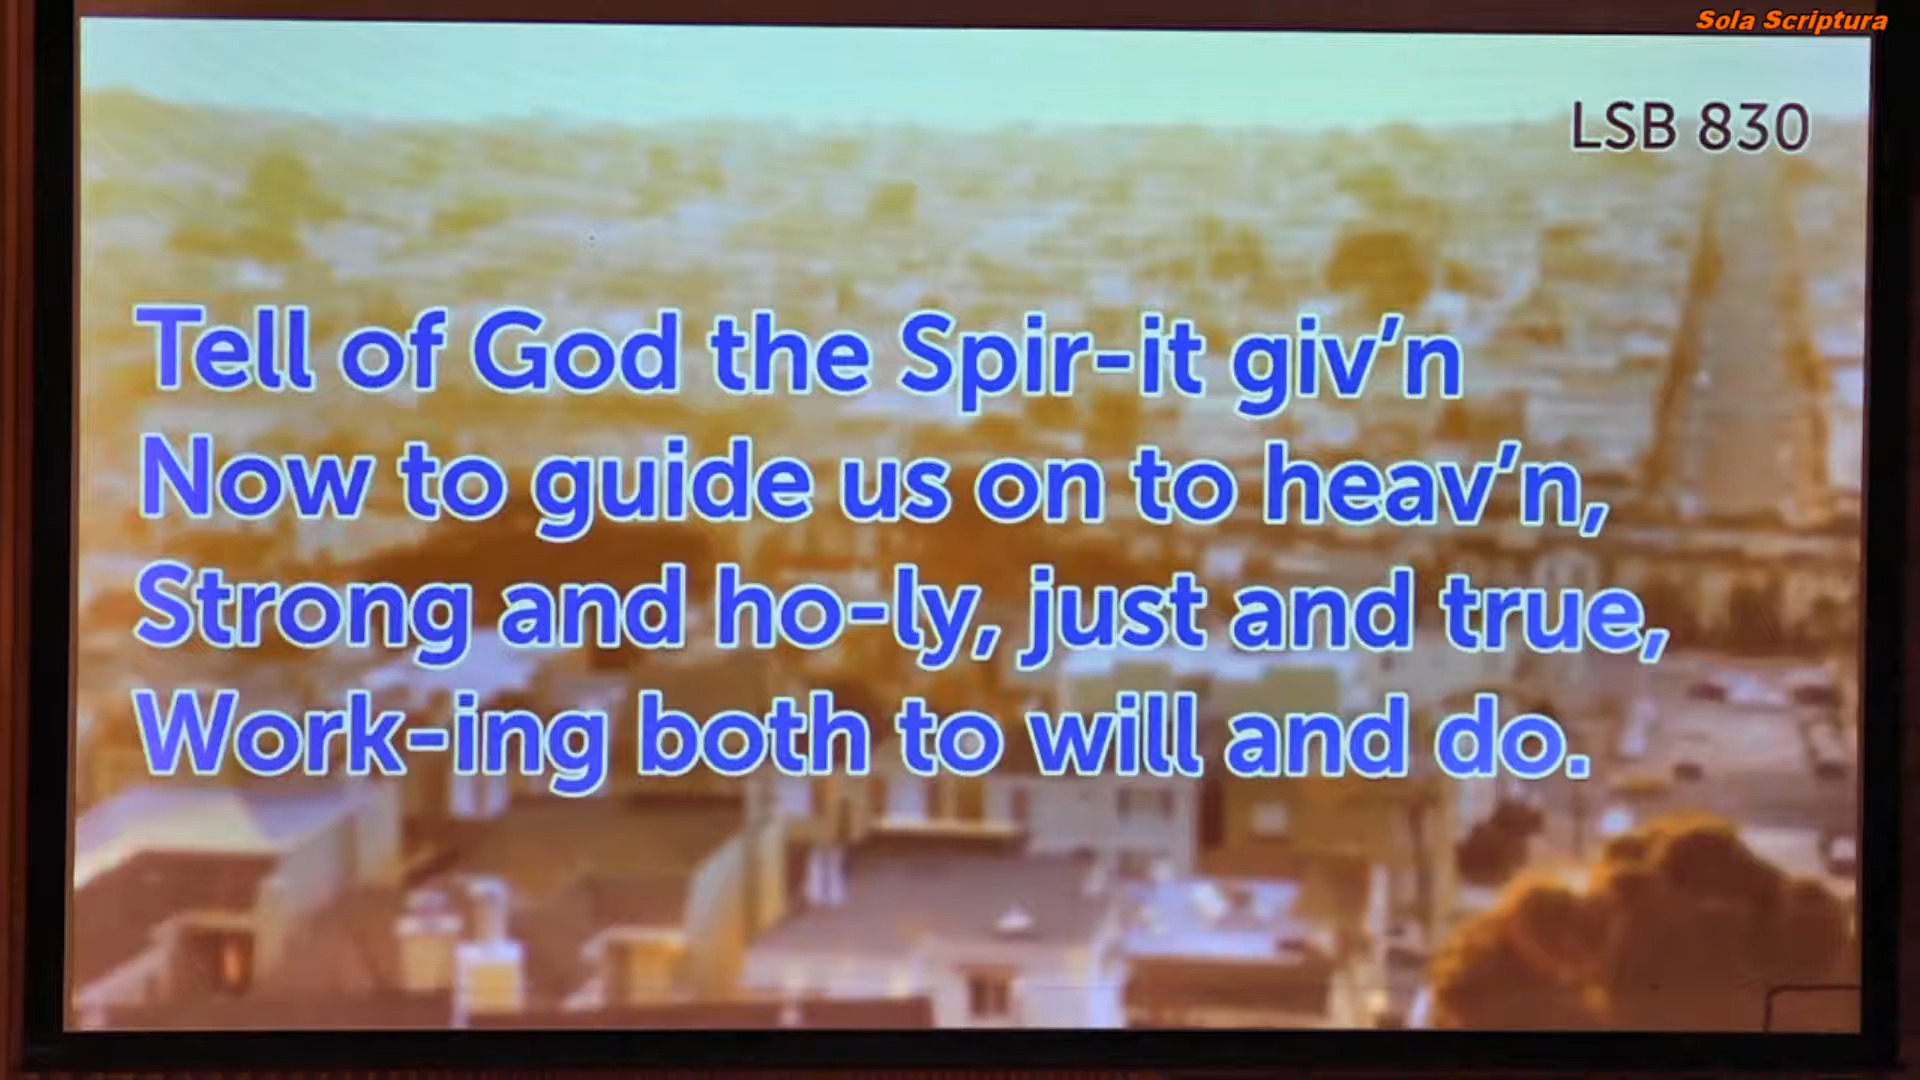 Sola Scriptura
LSB 830
Tell of God the Spir-it giv’n
Now to guide us on to heav’n,
Strong and ho-ly, just and true,
Work-ing both to will and do.